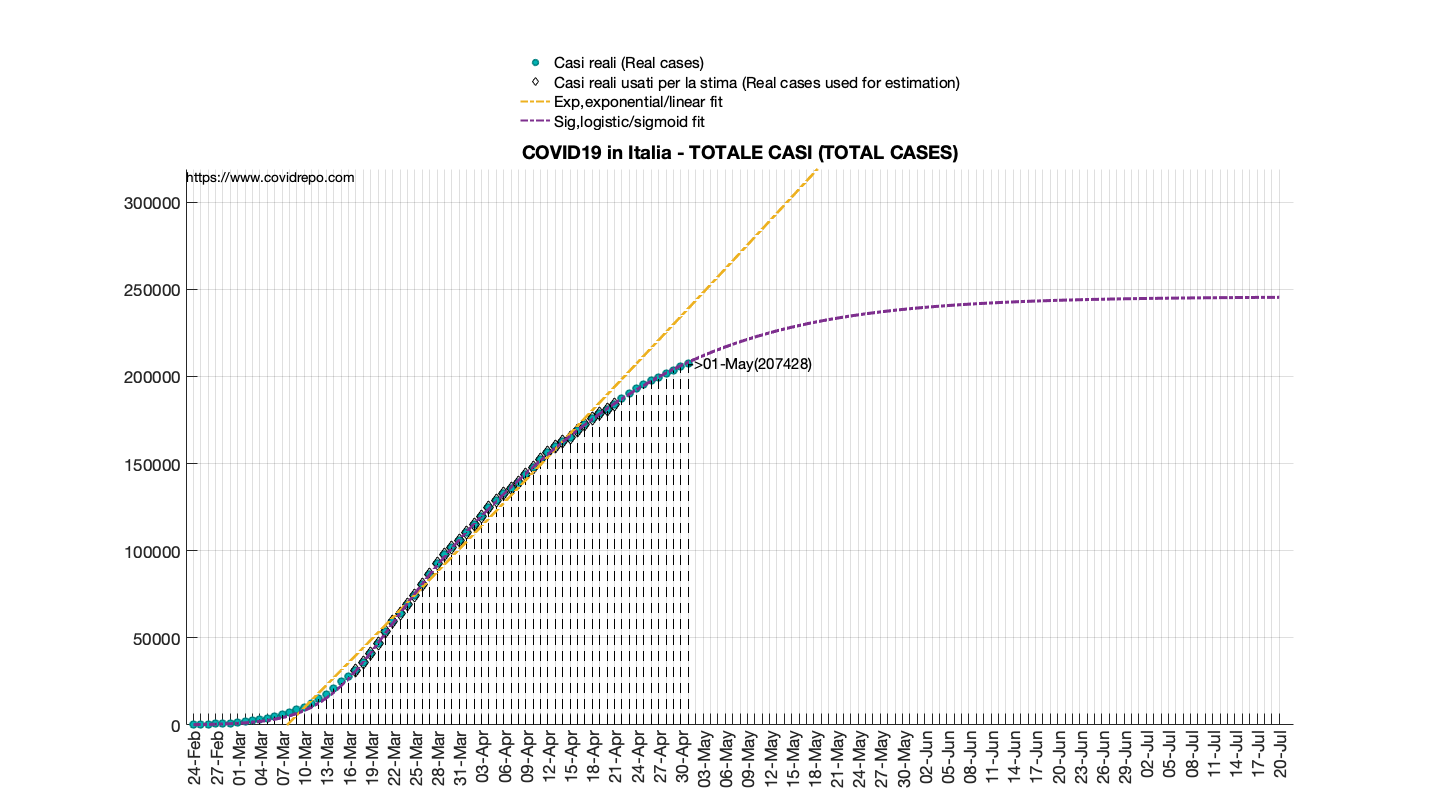 Casi reali (Real cases)
Casi reali usati per la stima (Real cases used for estimation)
Exp,exponential/linear fit
Sig,logistic/sigmoid fit
COVID19 in Italia - TOTALE CASI (TOTAL CASES)
https://www.covidrepo.com
300000
250000
200000
150000
100000
50000
0
>01-May(207428)
24-Feb
27-Feb
01-Mar
04-Mar
07-Mar
10-Mar
13-Mar
16-Mar
19-Mar
22-Mar
25-Mar
28-Mar
31-Mar
03-Apr
06-Apr
09-Apr
12-Apr
15-Apr
18-Apr
21-Apr
24-Apr
27-Apr
30-Apr
03-May
06-May
09-May
12-May
15-May
18-May
21-May
24-May
27-May
30-May
02-Jun
05-Jun
08-Jun
11-Jun
14-Jun
17-Jun
20-Jun
23-Jun
26-Jun
29-Jun
02-Jul
05-Jul
08-Jul
11-Jul
14-Jul
17-Jul
20-Jul